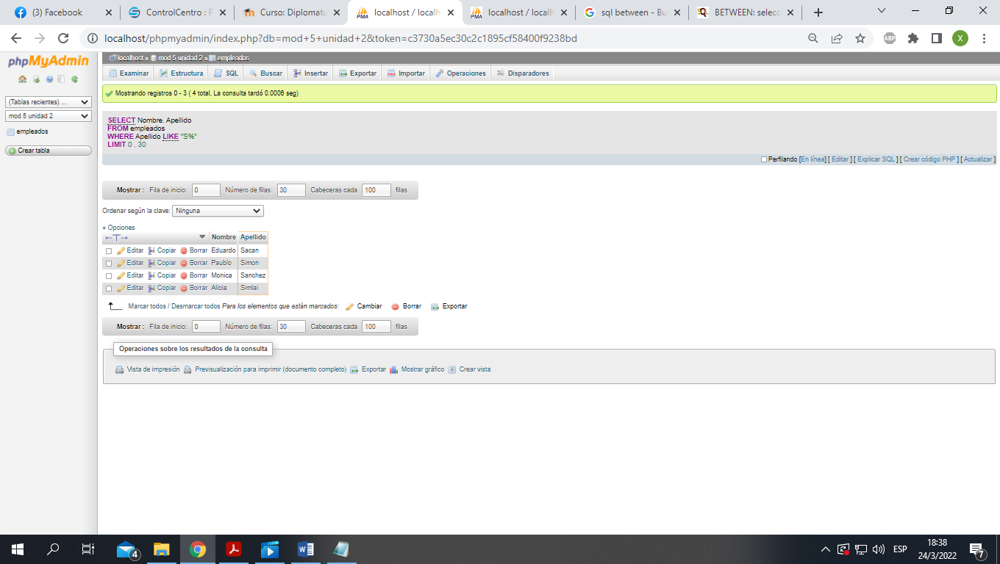 (3) Facebook
ControlCentro : P
Curso: Diplomatu
localhost / localh
localhost / localh
sql between - Bu
BETWEEN: selecc
localhost/phpmyadmin/index.php?db=mod+5+unidad+2&token=c3730a5ec30c2c1895cf58400f9238bd
ABP
X
phpMyAdmin
(Tablas recientes) ...
mod 5 unidad 2
empleados
Crear tabla
localhost » mod 5 unidad 2 » empleados
Examinar Estructura SQL Buscar Insertar Exportar Importar Operaciones Disparadores
Mostrando registros 0 - 3 ( 4 total, La consulta tardó 0.0006 seg)
SELECT Nombre, Apellido
FROM empleados
WHERE Apellido LIKE "S%"
LIMIT 0 , 30
Perfilando [En línea] [ Editar ] [ Explicar SQL ] [ Crear código PHP ] [ Actualizar ]
Mostrar : Fila de inicio: 0 Número de filas: 30 Cabeceras cada 100 filas
Ordenar según la clave: Ninguna
+ Opciones
←T→ Nombre Apellido
Editar Copiar Borrar Eduardo Sacan
Editar Copiar Borrar Paublo Simon
Editar Copiar Borrar Monica Sanchez
Editar Copiar Borrar Alicia Simlai
Marcar todos / Desmarcar todos Para los elementos que están marcados: Cambiar Borrar Exportar
Mostrar : Fila de inicio: 0 Número de filas: 30 Cabeceras cada 100 filas
Operaciones sobre los resultados de la consulta
Vista de impresión Previsualización para imprimir (documento completo) Exportar Mostrar gráfico Crear vista
4
ESP
18:38
24/3/2022
7